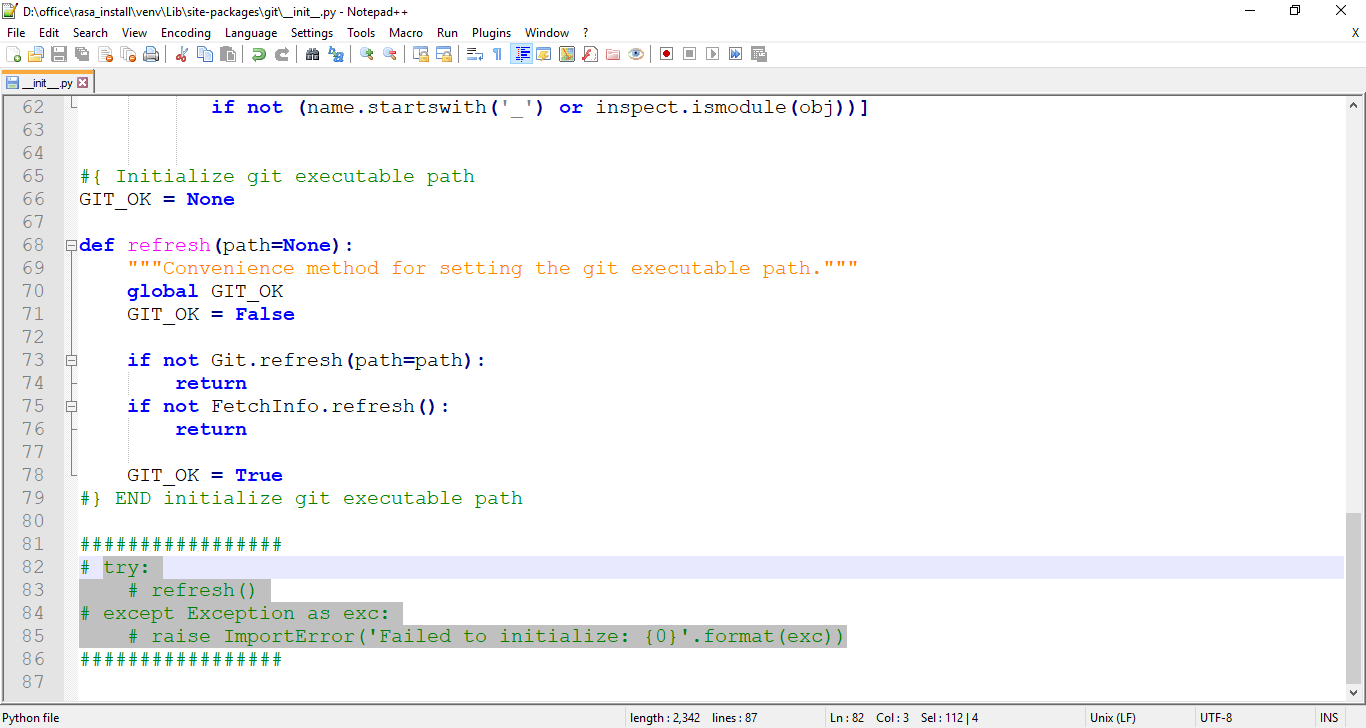 D:\office\rasa_install\venv\Lib\site-packages\git\__init__.py - Notepad++
File Edit Search View Encoding Language Settings Tools Macro Run Plugins Window ? X
__init__.py
62 if not (name.startswith('_') or inspect.ismodule(obj))]
63
64
65 #{ Initialize git executable path
66 GIT_OK = None
67
68 def refresh(path=None):
69 """Convenience method for setting the git executable path."""
70 global GIT_OK
71 GIT_OK = False
72
73 if not Git.refresh(path=path):
74 return
75 if not FetchInfo.refresh():
76 return
77
78 GIT_OK = True
79 #} END initialize git executable path
80
81 #################
82 # try:
83 # refresh()
84 # except Exception as exc:
85 # raise ImportError('Failed to initialize: {0}'.format(exc))
86 #################
87
Python file length : 2,342 lines : 87 Ln : 82 Col : 3 Sel : 112 | 4 Unix (LF) UTF-8 INS